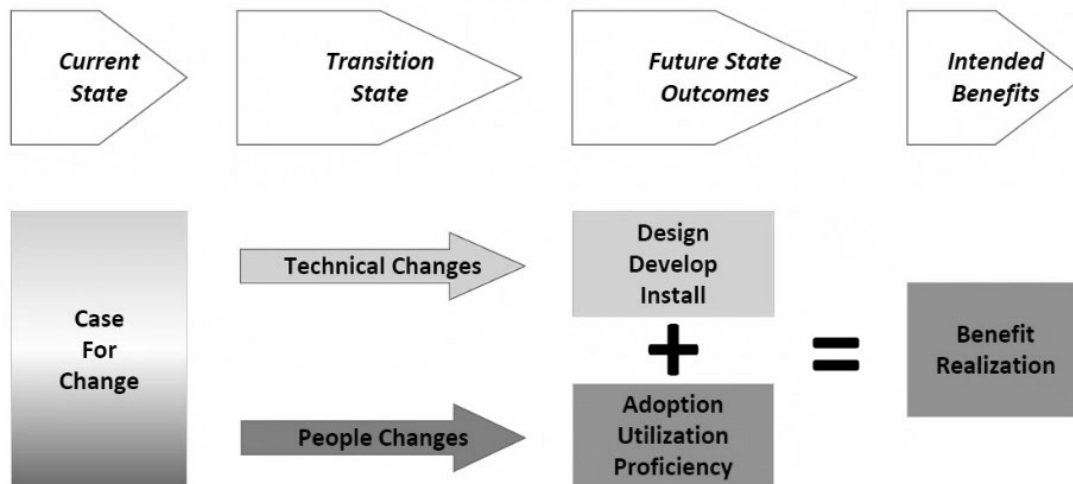 Current
State
Transition
State
Future State
Outcomes
Intended
Benefits
Case
For
Change
Technical Changes
People Changes
Design
Develop
Install
+
Adoption
Utilization
Proficiency
=
Benefit
Realization